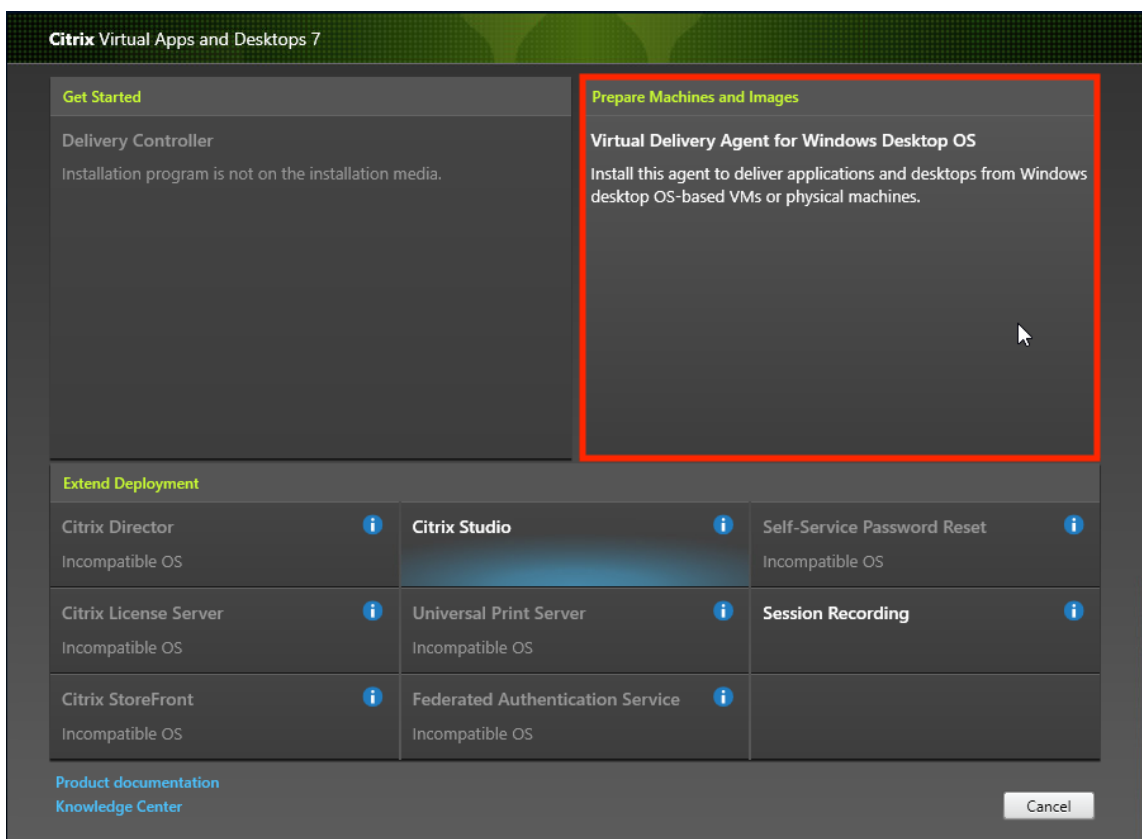 Citrix Virtual Apps and Desktops 7
Get Started
Delivery Controller
Installation program is not on the installation media.
Prepare Machines and Images
Virtual Delivery Agent for Windows Desktop OS
Install this agent to deliver applications and desktops from Windows
desktop OS-based VMs or physical machines.
Extend Deployment
Citrix Director
Incompatible OS
Citrix Studio
Self-Service Password Reset
Incompatible OS
Citrix License Server
Incompatible OS
Universal Print Server
Incompatible OS
Session Recording
Citrix StoreFront
Incompatible OS
Federated Authentication Service
Incompatible OS
Product documentation
Knowledge Center
Cancel